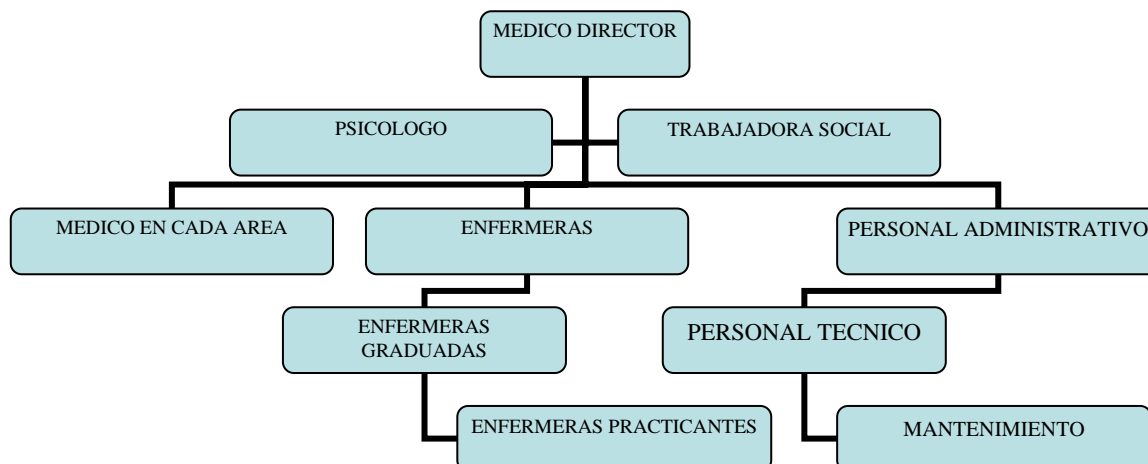 MEDICO DIRECTOR
PSICOLOGO
TRABAJADORA SOCIAL
MEDICO EN CADA AREA
ENFERMERAS
PERSONAL ADMINISTRATIVO
ENFERMERAS
GRADUADAS
PERSONAL TECNICO
ENFERMERAS PRACTICANTES
MANTENIMIENTO